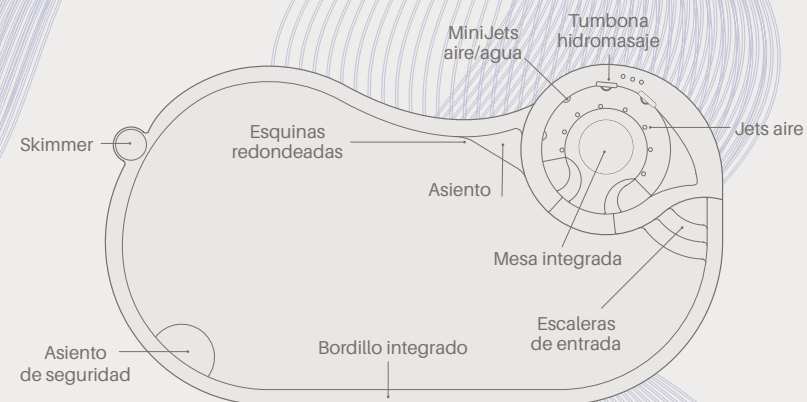 Tumbona
hidromasaje
MiniJets
aire/agua
Jets aire
Skimmer
Esquinas
redondeadas
Asiento
Mesa integrada
Escaleras
de entrada
Bordillo integrado
Asiento
de seguridad